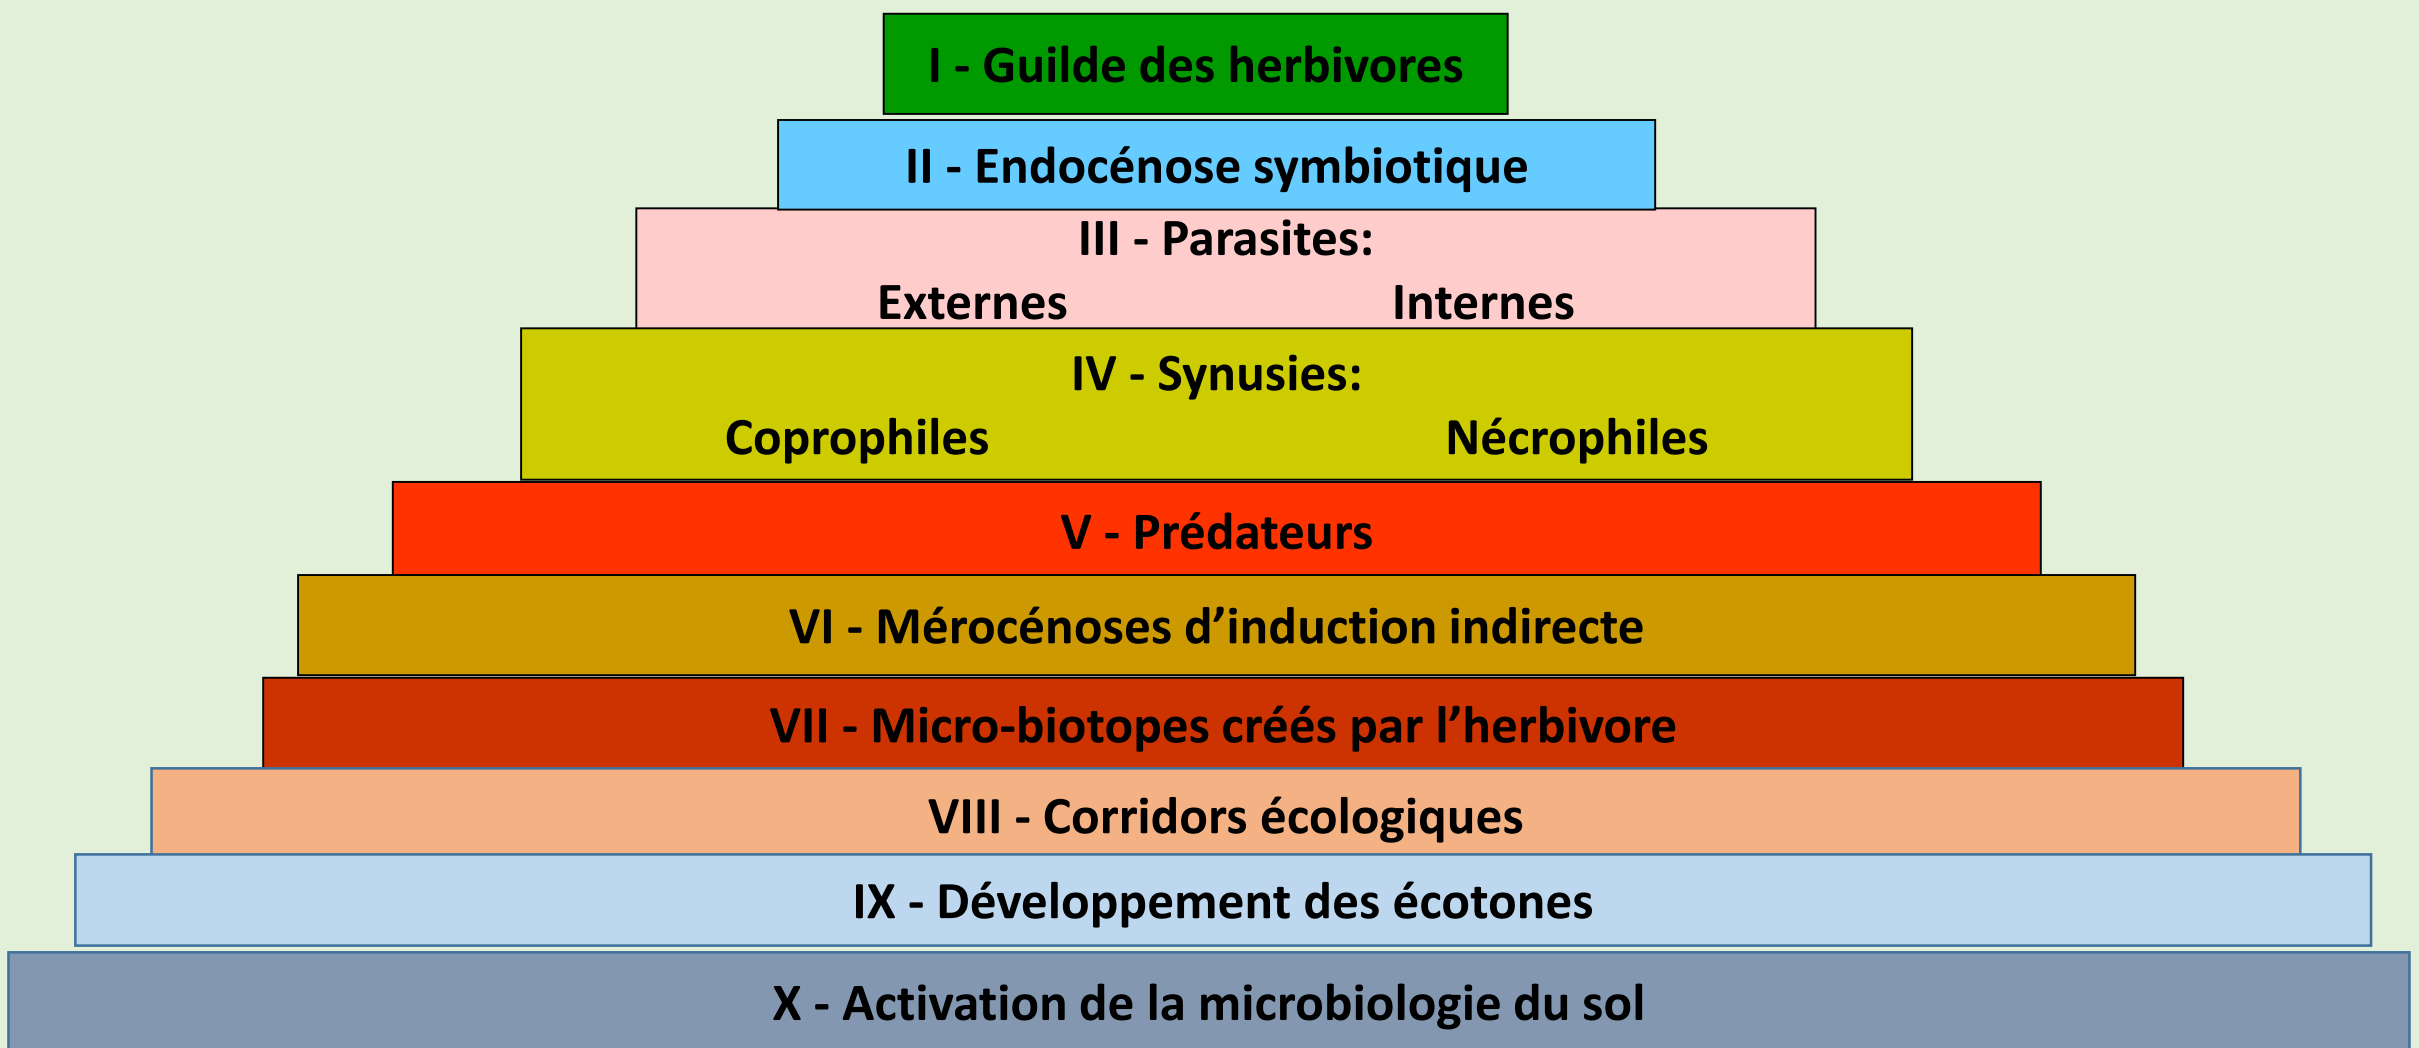 I - Guilde des herbivores
II - Endocénose symbiotique
III - Parasites:
Externes Internes
IV - Synusies:
Coprophiles Nécrophiles
V - Prédateurs
VI - Mérocénoses d’induction indirecte
VII - Micro-biotopes créés par l’herbivore
VIII - Corridors écologiques
IX - Développement des écotones
X - Activation de la microbiologie du sol